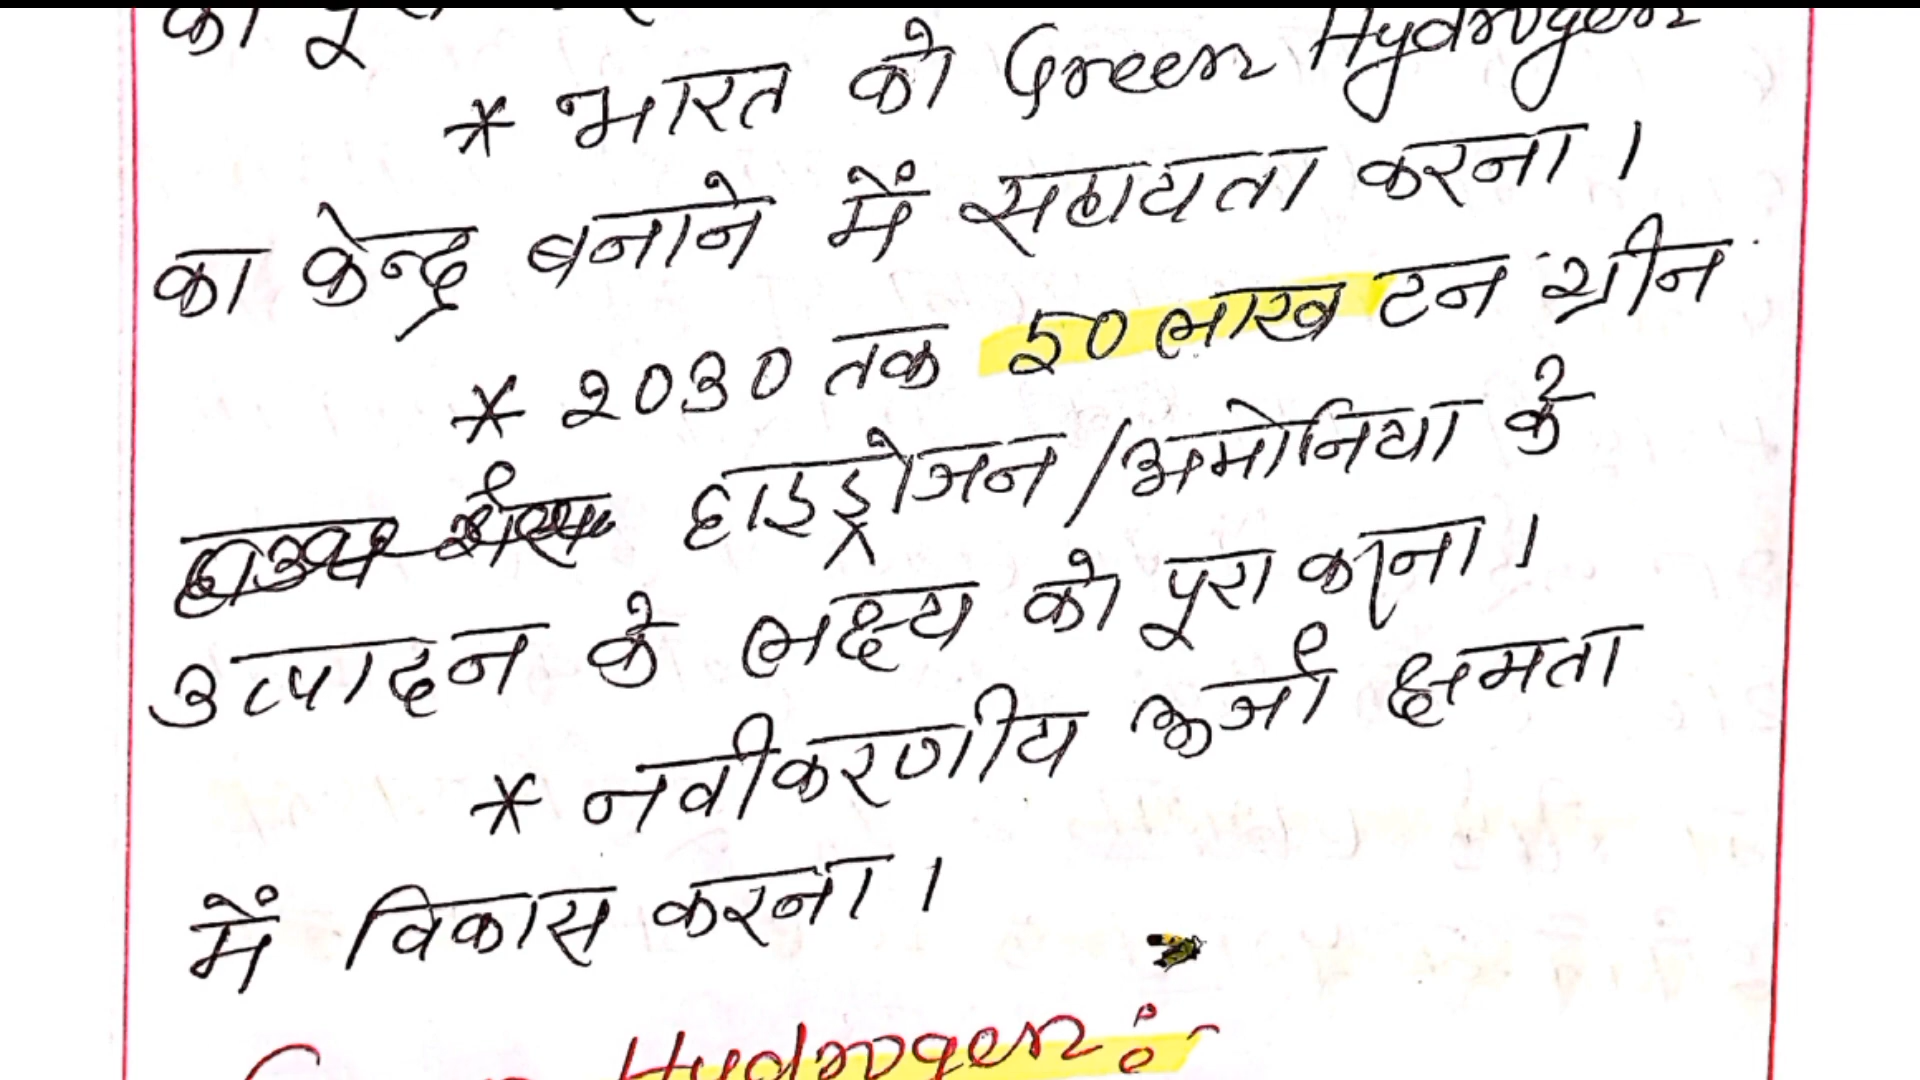 * भारत को Green Hydrogen
का केन्द्र बनाने में सहायता करना।
* 2030 तक 50 लाख टन ग्रीन
हाइड्रोजन/अमोनिया के
उत्पादन के लक्ष्य को पूरा करना।
* नवीकरणीय ऊर्जा क्षमता
में विकास करना।
Hydrogen: